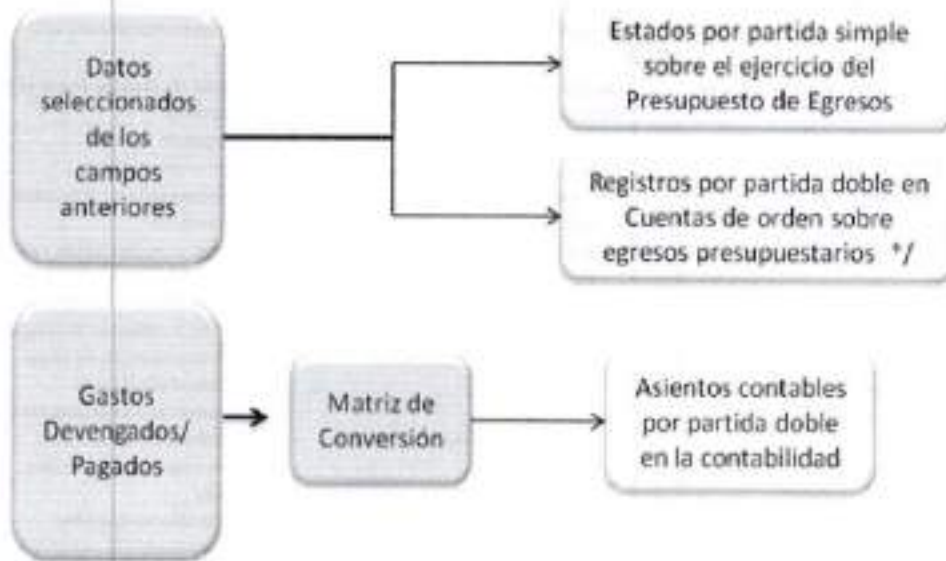 Datos
seleccionados
de los
campos
anteriores
Estados por partida simple
sobre el ejercicio del
Presupuesto de Egresos
Registros por partida doble en
Cuentas de orden sobre
egresos presupuestarios */
Gastos
Devengados/
Pagados
Matriz de
Conversión
Asientos contables
por partida doble
en la contabilidad